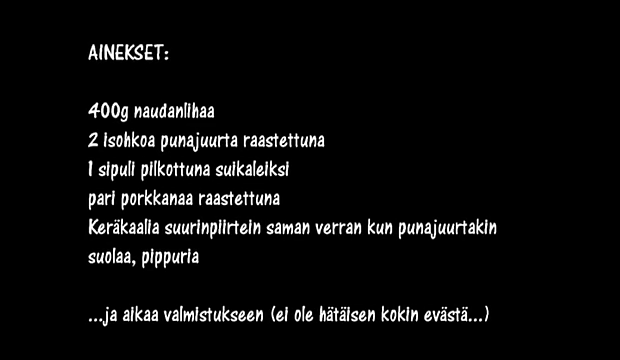 AINEKSET:
400g naudanlihaa
2 isohkoa punajuurta raastettuna
1 sipuli pilkottuna suikaleiksi
pari porkkanaa raastettuna
Keräkaalia suurinpiirtein saman verran kun punajuurtakin
suolaa, pippuria
...ja aikaa valmistukseen (ei ole hätäisen kokin evästä...)